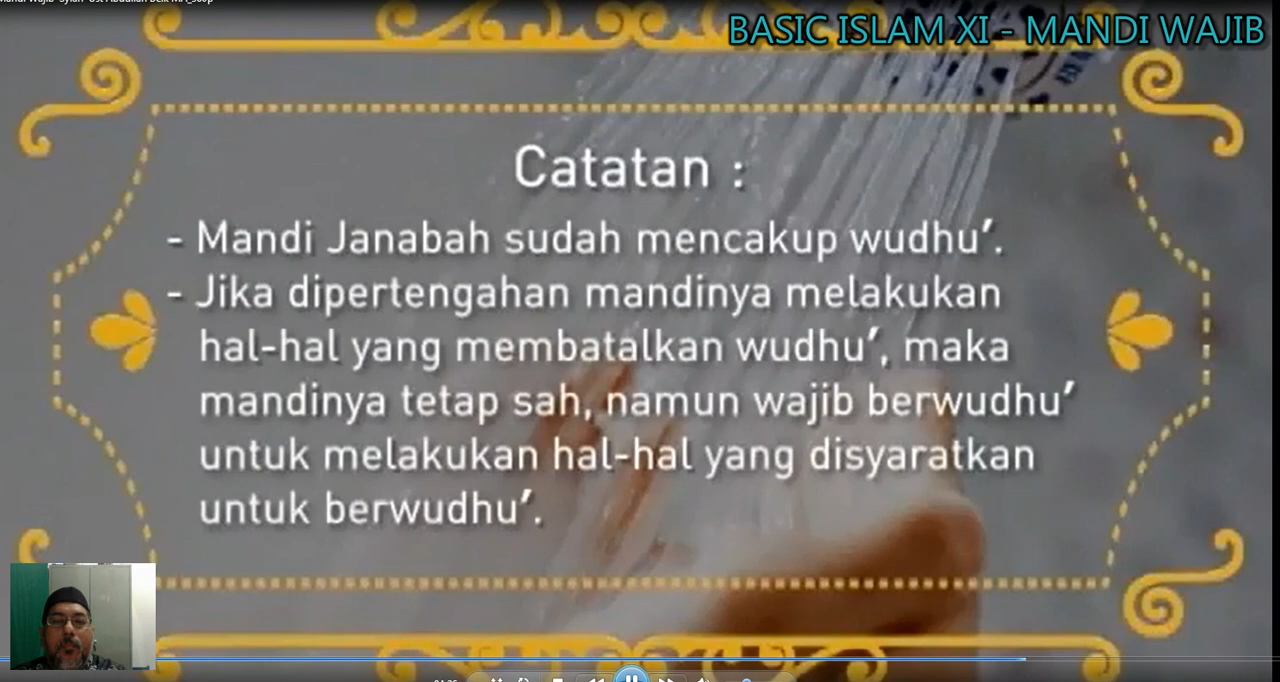 BASIC ISLAM XI - MANDI WAJIB
Catatan :
- Mandi Janabah sudah mencakup wudhu’.
- Jika dipertengahan mandinya melakukan
hal-hal yang membatalkan wudhu’, maka
mandinya tetap sah, namun wajib berwudhu’
untuk melakukan hal-hal yang disyaratkan
untuk berwudhu’.